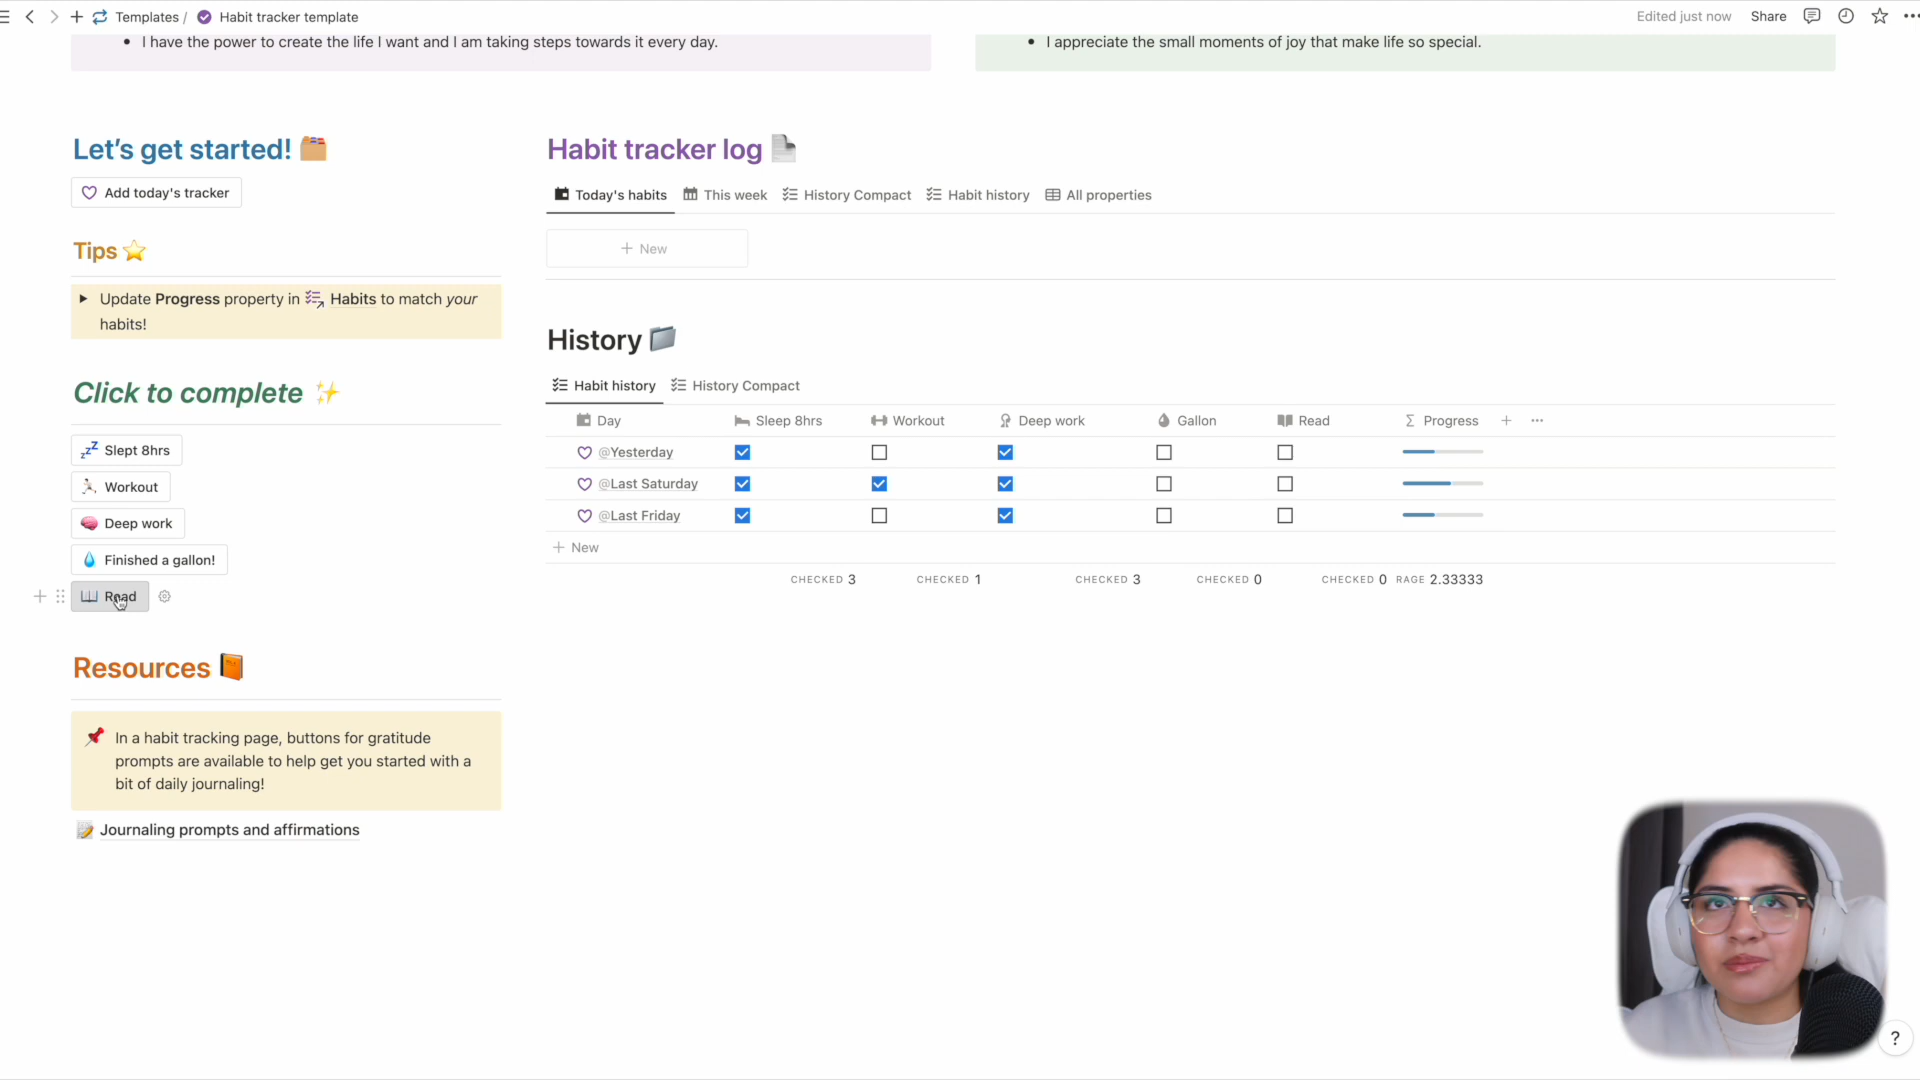 Templates / Habit tracker template
Edited just now Share
• I have the power to create the life I want and I am taking steps towards it every day.
• I appreciate the small moments of joy that make life so special.
Let's get started!
Add today's tracker
Tips
Update Progress property in Habits to match your
habits!
Click to complete
Slept 8hrs
Workout
Deep work
Finished a gallon!
Read
Resources
In a habit tracking page, buttons for gratitude
prompts are available to help get you started with a
bit of daily journaling!
Journaling prompts and affirmations
Habit tracker log
Today's habits This week History Compact Habit history All properties
+ New
History
Habit history History Compact
Day Sleep 8hrs Workout Deep work Gallon Read Σ Progress + ...
@Yesterday
@Last Saturday
@Last Friday
+ New
CHECKED 3 CHECKED 1 CHECKED 3 CHECKED 0 CHECKED 0 RAGE 2.33333
?